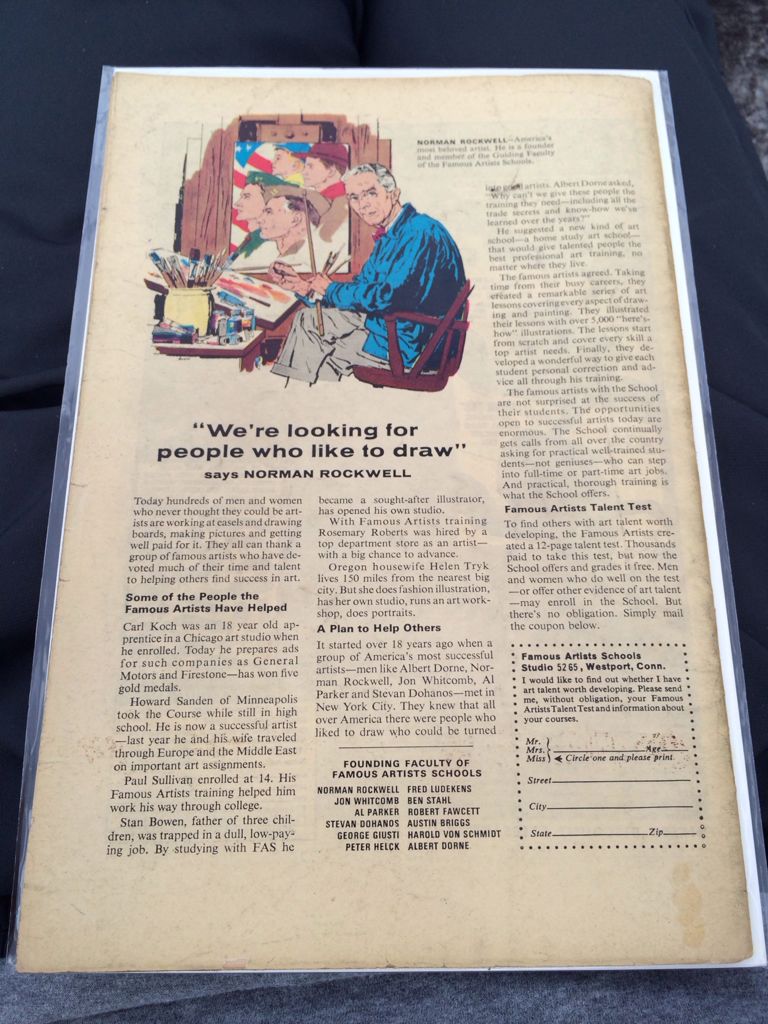 NORMAN ROCKWELL—America's
most beloved artist. He is a founder
and member of the Guiding Faculty
of the Famous Artists Schools.
"We're looking for
people who like to draw"
says NORMAN ROCKWELL
Today hundreds of men and women
who never thought they could be art-
ists are working at easels and drawing
boards, making pictures and getting
well paid for it. They all can thank a
group of famous artists who have de-
voted much of their time and talent
to helping others find success in art.
Some of the People the
Famous Artists Have Helped
Carl Koch was an 18 year old ap-
prentice in a Chicago art studio when
he enrolled. Today he prepares ads
for such companies as General
Motors and Firestone—has won five
gold medals.
Howard Sanden of Minneapolis
took the Course while still in high
school. He is now a successful artist
—last year he and his wife traveled
through Europe and the Middle East
on important art assignments.
Paul Sullivan enrolled at 14. His
Famous Artists training helped him
work his way through college.
Stan Bowen, father of three chil-
dren, was trapped in a dull, low-pay-
ing job. By studying with FAS he
became a sought-after illustrator,
has opened his own studio.
With Famous Artists training
Rosemary Roberts was hired by a
top department store as an artist—
with a big chance to advance.
Oregon housewife Helen Tryk
lives 150 miles from the nearest big
city. But she does fashion illustration,
has her own studio, runs an art work-
shop, does portraits.
A Plan to Help Others
It started over 18 years ago when a
group of America's most successful
artists—men like Albert Dorne, Nor-
man Rockwell, Jon Whitcomb, Al
Parker and Stevan Dohanos—met in
New York City. They knew that all
over America there were people who
liked to draw who could be turned
FOUNDING FACULTY OF
FAMOUS ARTISTS SCHOOLS
NORMAN ROCKWELL FRED LUDEKENS
JON WHITCOMB BEN STAHL
AL PARKER ROBERT FAWCETT
STEVAN DOHANOS AUSTIN BRIGGS
GEORGE GIUSTI HAROLD VON SCHMIDT
PETER HELCK ALBERT DORNE
into good artists. Albert Dorne asked,
"Why can't we give these people the
training they need—including all the
trade secrets and know-how we've
learned over the years?"
He suggested a new kind of art
school—a home study art school—
that would give talented people the
best professional art training, no
matter where they live.
The famous artists agreed. Taking
time from their busy careers, they
created a remarkable series of art
lessons covering every aspect of draw-
ing and painting. They illustrated
their lessons with over 5,000 "here's-
how" illustrations. The lessons start
from scratch and cover every skill a
top artist needs. Finally, they de-
veloped a wonderful way to give each
student personal correction and ad-
vice all through his training.
The famous artists with the School
are not surprised at the success of
their students. The opportunities
open to successful artists today are
enormous. The School continually
gets calls from all over the country
asking for practical well-trained stu-
dents—not geniuses—who can step
into full-time or part-time art jobs.
And practical, thorough training is
what the School offers.
Famous Artists Talent Test
To find others with art talent worth
developing, the Famous Artists cre-
ated a 12-page talent test. Thousands
paid to take this test, but now the
School offers and grades it free. Men
and women who do well on the test
—or offer other evidence of art talent
—may enroll in the School. But
there's no obligation. Simply mail
the coupon below.
Famous Artists Schools
Studio 5265, Westport, Conn.
I would like to find out whether I have
art talent worth developing. Please send
me, without obligation, your Famous
Artists Talent Test and information about
your courses.
Mr.
Mrs. Age
Miss Circle one and please print
Street
City
State Zip